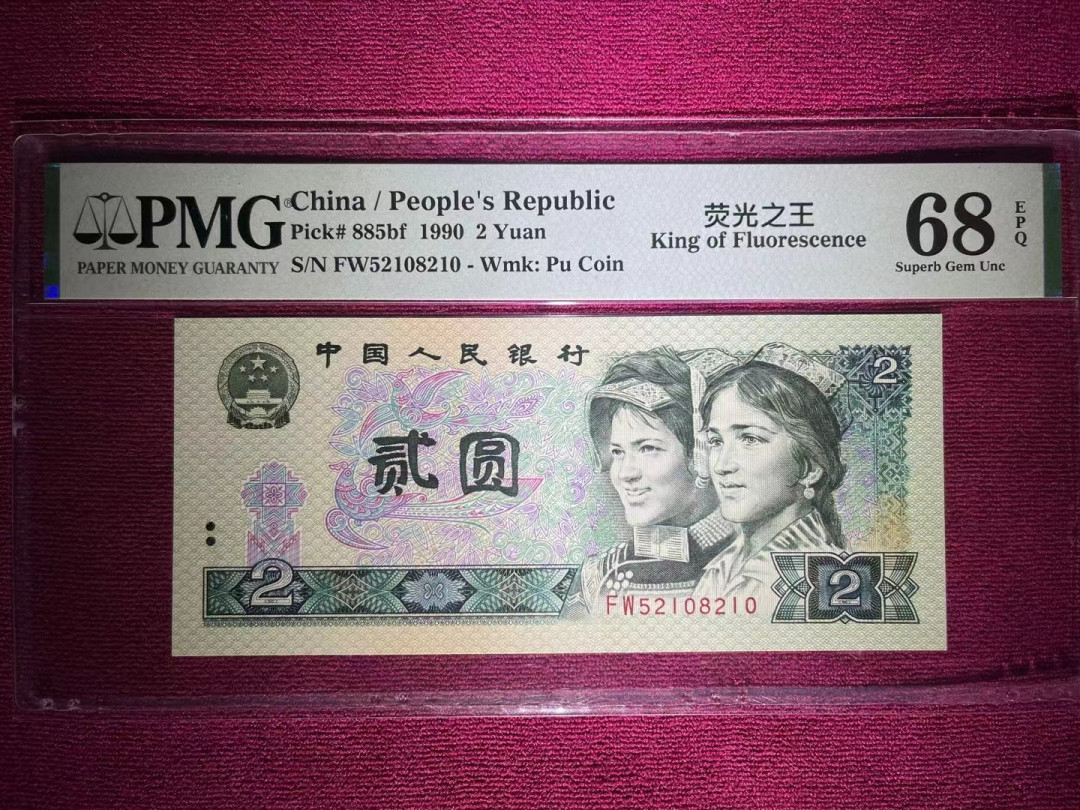 PMG®
PAPER MONEY GUARANTY
China / People's Republic
Pick# 885bf 1990 2 Yuan
S/N FW52108210 - Wmk: Pu Coin
荧光之王
King of Fluorescence
68
EPQ
Superb Gem Unc
中国人民银行
2
贰圆
2
2
FW52108210